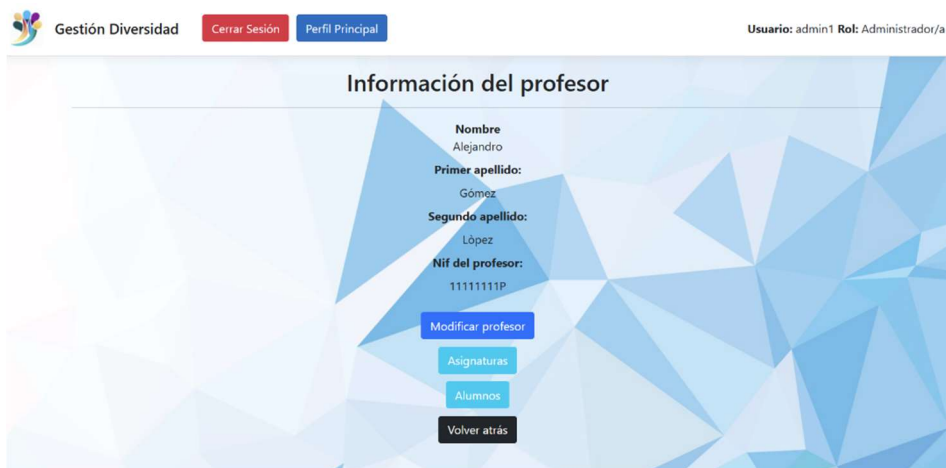 Gestión Diversidad
Cerrar Sesión
Perfil Principal
Usuario: admin1 Rol: Administrador/a
Información del profesor
Nombre
Alejandro
Primer apellido:
Gómez
Segundo apellido:
Lòpez
Nif del profesor:
11111111P
Modificar profesor
Asignaturas
Alumnos
Volver atrás